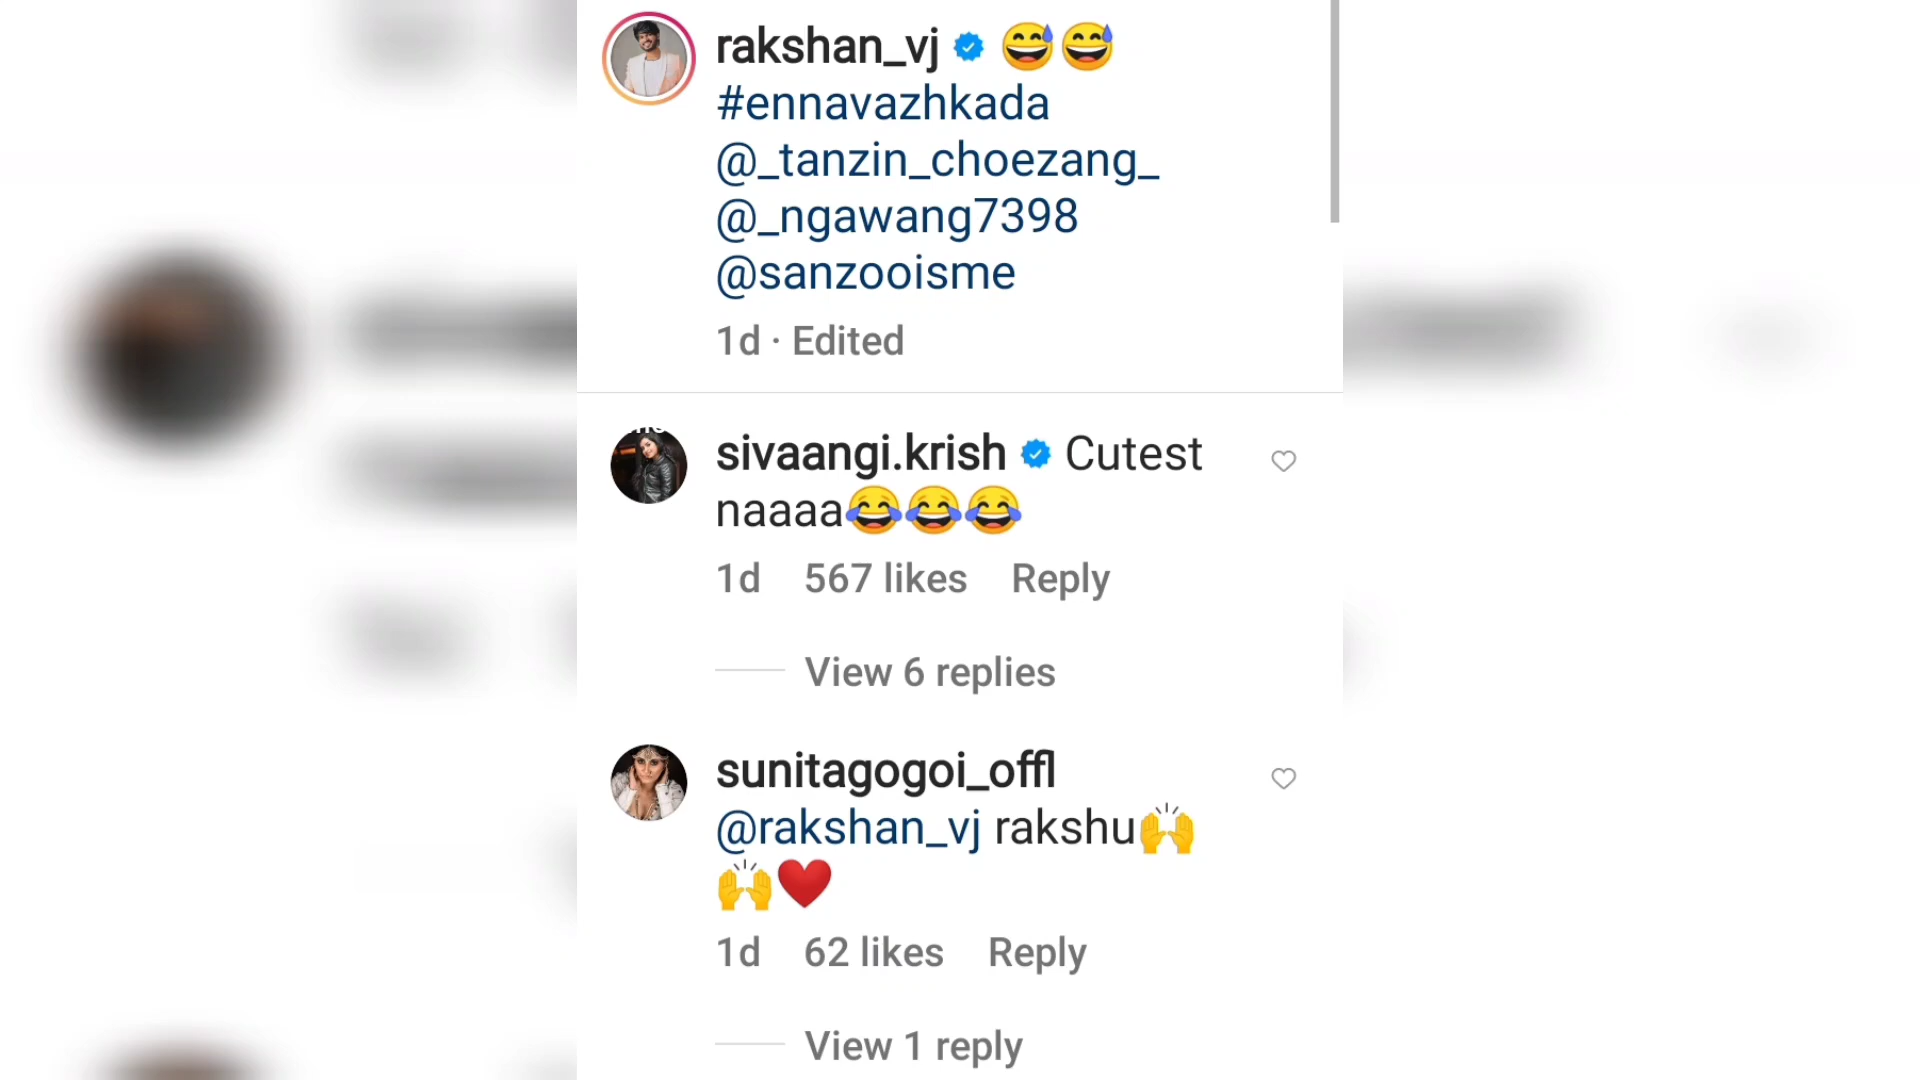 rakshan_vj 😅😅
#ennavazhkada
@_tanzin_choezang_
@_ngawang7398
@sanzooisme
1d · Edited
sivaangi.krish Cutest
naaaa😂😂😂
1d 567 likes Reply
View 6 replies
sunitagogoi_offl
@rakshan_vj rakshu🙌
🙌❤️
1d 62 likes Reply
View 1 reply